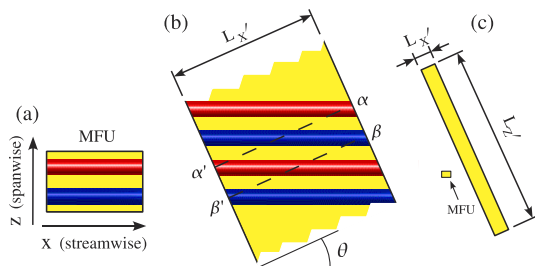 (a)
MFU
z (spanwise)
x (streamwise)
(b)
L_x'
α
β
α'
β'
θ
(c)
L_x'
L_z'
MFU